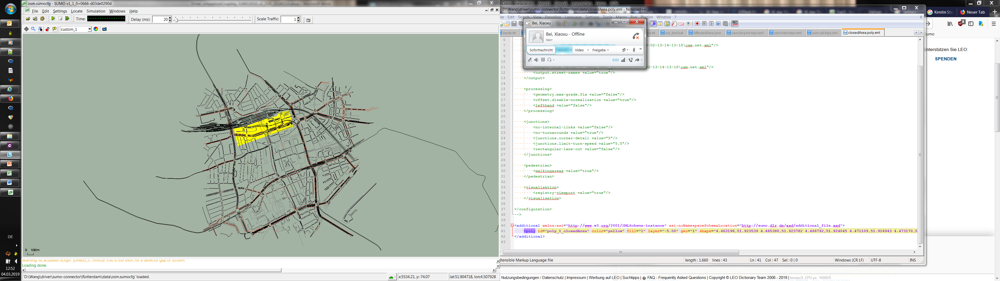 osm.sumocfg - SUMO v1_1_0+0666-d03de0290d
File Edit Settings Locate Simulation Windows Help
Time:
Delay (ms): 20
Scale Traffic: 1
custom_1
0 100m
Warning: At actuated tlLogic 'joinedS_3', minDur 5.00 is too short for a detector gap of 30.00m.
Loading done.
'D:\Wang\driver\sumo-connector\Rotterdam\data\osm.sumocfg' loaded.
x:5534.21, y:-74.07
lat:51.904718, lon:4.507928
DE
12:52
04.03.2019
Datei Bearbeiten Ansicht Chronik Lesezeichen Extras Hilfe
D:\Wang\driver\sumo-connector\Rotterdam\data\closedArea.poly.xml - Notepad++
Edit Search View Encoding Language Settings Tools Macro Run Plugins Window ?
inputs.txt
run_test.bat AffectedArea.json osm.bicycle.trips.xml osm.tram.trips.xml osm.rail.trips.xml closedArea.poly.xml
Bei, Xiaoxu
Bei, Xiaoxu - Offline
Herr
Sofortnachricht Anruf Video Freigabe
0:03
6
7 9-02-13-14-13-18\osm.net.xml"/>
8
9
10
11 02-13-14-13-18\osm.net.xml"/>
12 <output.street-names value="true"/>
13 </output>
14
15 <processing>
16 <geometry.max-grade.fix value="false"/>
17 <offset.disable-normalization value="true"/>
18 <lefthand value="false"/>
19 </processing>
20
21 <junctions>
22 <no-internal-links value="false"/>
23 <no-turnarounds value="true"/>
24 <junctions.corner-detail value="5"/>
25 <junctions.limit-turn-speed value="5.5"/>
26 <rectangular-lane-cut value="false"/>
27 </junctions>
28
29 <pedestrian>
30 <walkingareas value="true"/>
31 </pedestrian>
32
33 <visualisation>
34 <registry-viewport value="true"/>
35 </visualisation>
36
37 </configuration>
38 -->
39
40 <additional xmlns:xsi="http://www.w3.org/2001/XMLSchema-instance" xsi:noNamespaceSchemaLocation="http://sumo.dlr.de/xsd/additional_file.xsd">
41 <poly id="poly_1_closedArea" color="yellow" fill="1" layer="-5.00" geo="1" shape="4.463198,51.923539 4.465380,51.923782 4.466792,51.924045 4.471109,51.924943 4.473170,5
42 </additional>
43
tensible Markup Language file
length : 1.660 lines : 43
Ln : 41 Col : 47 Sel : 0 | 0
Windows (CR LF)
UTF-8
INS
Kerstin Sta
Neuer Tab
umo
nterstützen Sie LEO:
SPENDEN
Nutzungsbedingungen / Datenschutz | Impressum | Werbung auf LEO | Suchtipps | FAQ - Frequently Asked Questions | Copyright © LEO Dictionary Team 2006 - 2019 | leomuc9. CPU µs: 16000/0